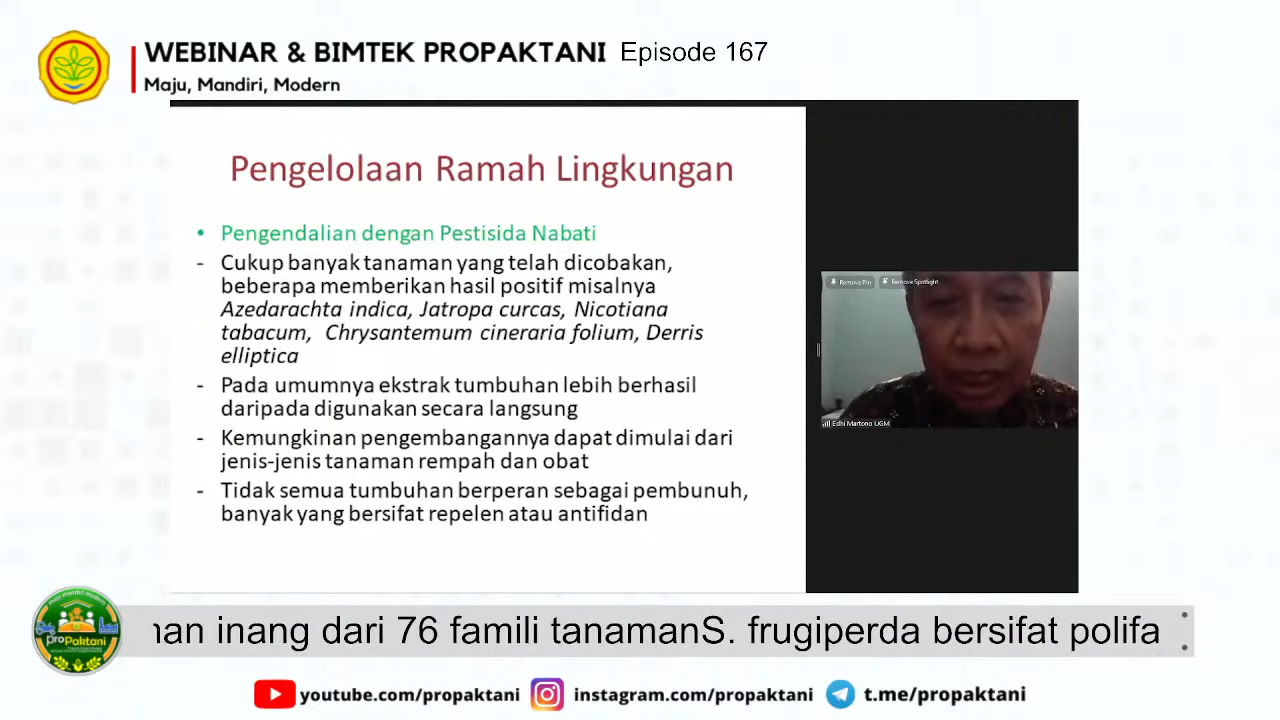 WEBINAR & BIMTEK PROPAKTANI Episode 167
Maju, Mandiri, Modern
Pengelolaan Ramah Lingkungan
• Pengendalian dengan Pestisida Nabati
- Cukup banyak tanaman yang telah dicobakan,
beberapa memberikan hasil positif misalnya
Azedarachta indica, Jatropa curcas, Nicotiana
tabacum, Chrysantemum cineraria folium, Derris
elliptica
- Pada umumnya ekstrak tumbuhan lebih berhasil
daripada digunakan secara langsung
- Kemungkinan pengembangannya dapat dimulai dari
jenis-jenis tanaman rempah dan obat
- Tidak semua tumbuhan berperan sebagai pembunuh,
banyak yang bersifat repelen atau antifidan
Remove Pin Remove Spotlight
Edhi Martono UGM
maju mandiri modern
proPaktani
nan inang dari 76 famili tanamanS. frugiperda bersifat polifa
youtube.com/propaktani instagram.com/propaktani t.me/propaktani